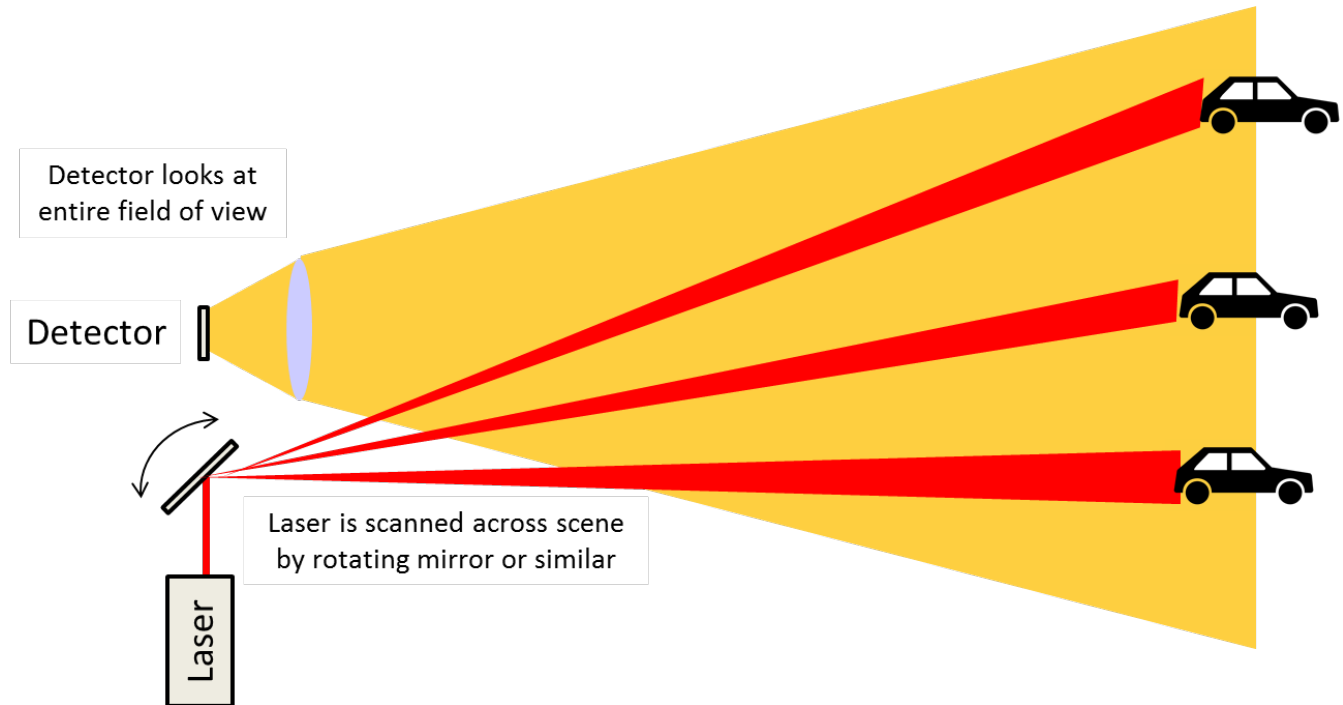 Detector looks at
entire field of view
Detector
Laser is scanned across scene
by rotating mirror or similar
Laser